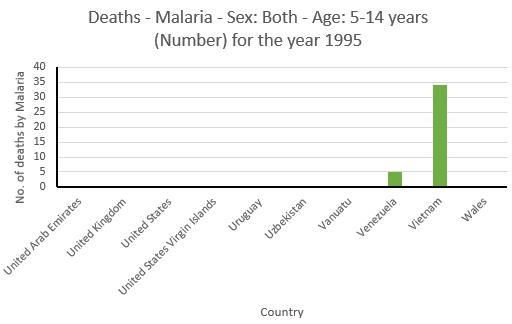 Deaths - Malaria - Sex: Both - Age: 5-14 years
(Number) for the year 1995
No. of deaths by Malaria
40
35
30
25
20
15
10
5
0
United Arab Emirates
United Kingdom
United States
United States Virgin Islands
Uruguay
Uzbekistan
Vanuatu
Venezuela
Vietnam
Wales
Country